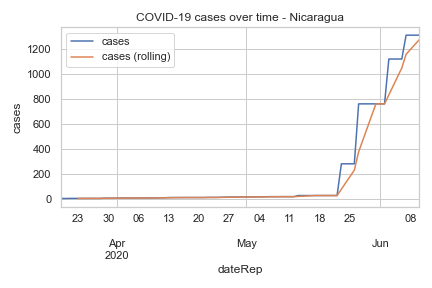 COVID-19 cases over time - Nicaragua
cases
cases (rolling)
cases
1200
1000
800
600
400
200
0
23 30 06 13 20 27 04 11 18 25 08
Apr May Jun
2020
dateRep